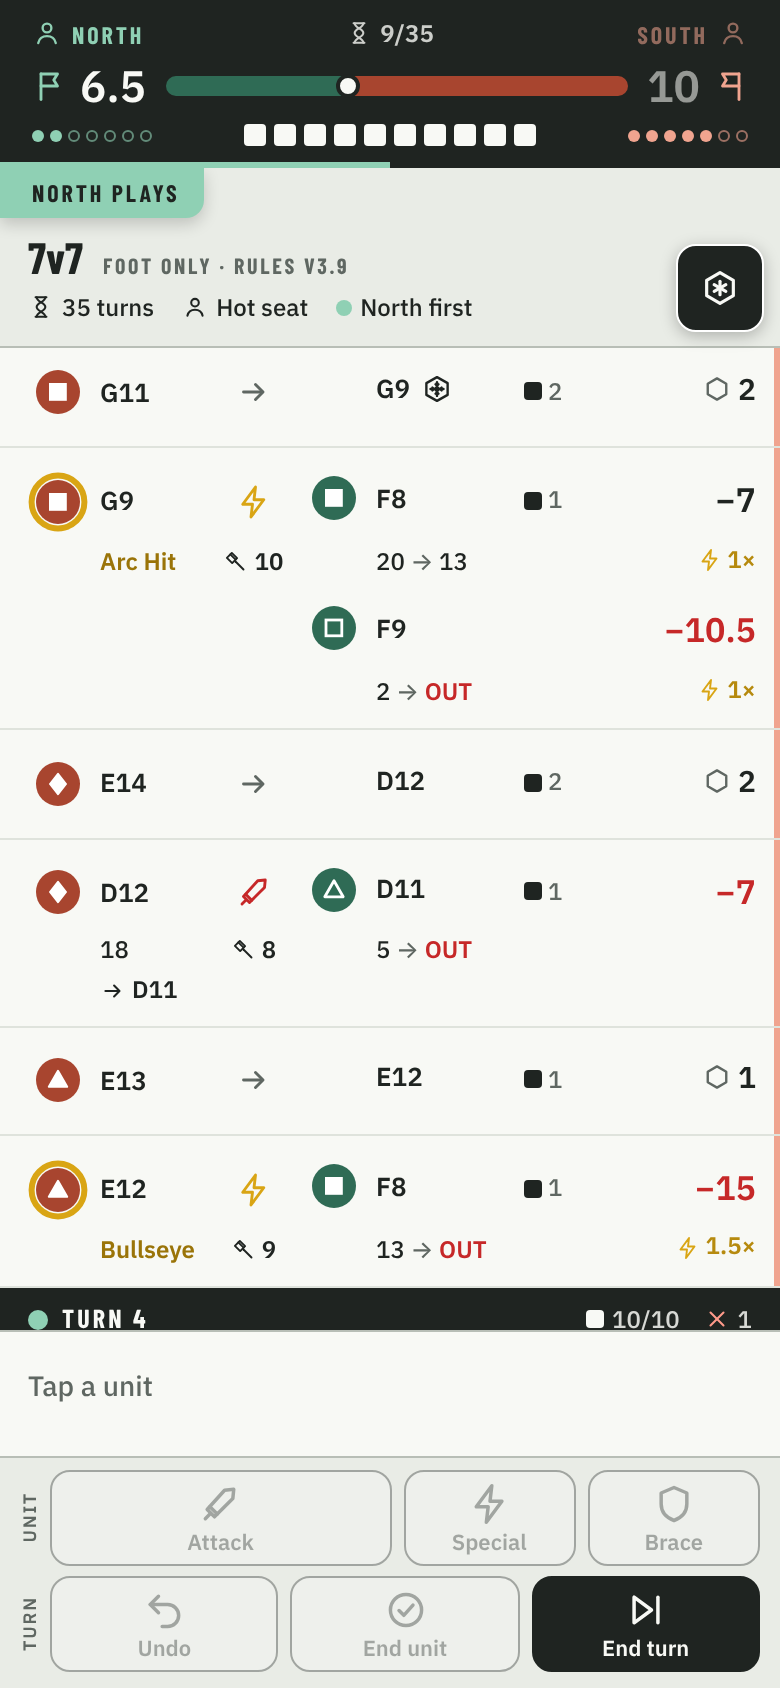 NORTH 9/35 SOUTH
6.5 10
NORTH PLAYS
7v7 FOOT ONLY · RULES V3.9
35 turns Hot seat North first
G11 → G9 2 2
G9 F8 1 −7
Arc Hit 10 20 → 13 1×
F9 −10.5
2 → OUT 1×
E14 → D12 2 2
D12 D11 1 −7
18 8 5 → OUT
→ D11
E13 → E12 1 1
E12 F8 1 −15
Bullseye 9 13 → OUT 1.5×
TURN 4 10/10 1
Tap a unit
UNIT
Attack Special Brace
TURN
Undo End unit End turn